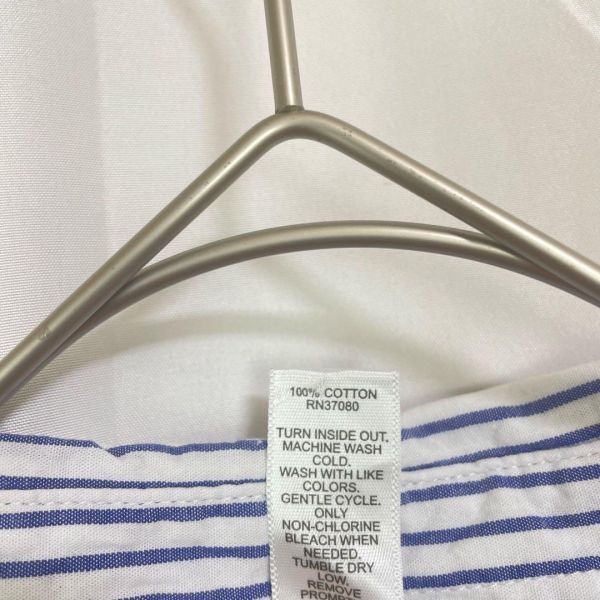 100% COTTON
RN37080
TURN INSIDE OUT.
MACHINE WASH
COLD.
WASH WITH LIKE
COLORS.
GENTLE CYCLE.
ONLY
NON-CHLORINE
BLEACH WHEN
NEEDED.
TUMBLE DRY
LOW.
REMOVE